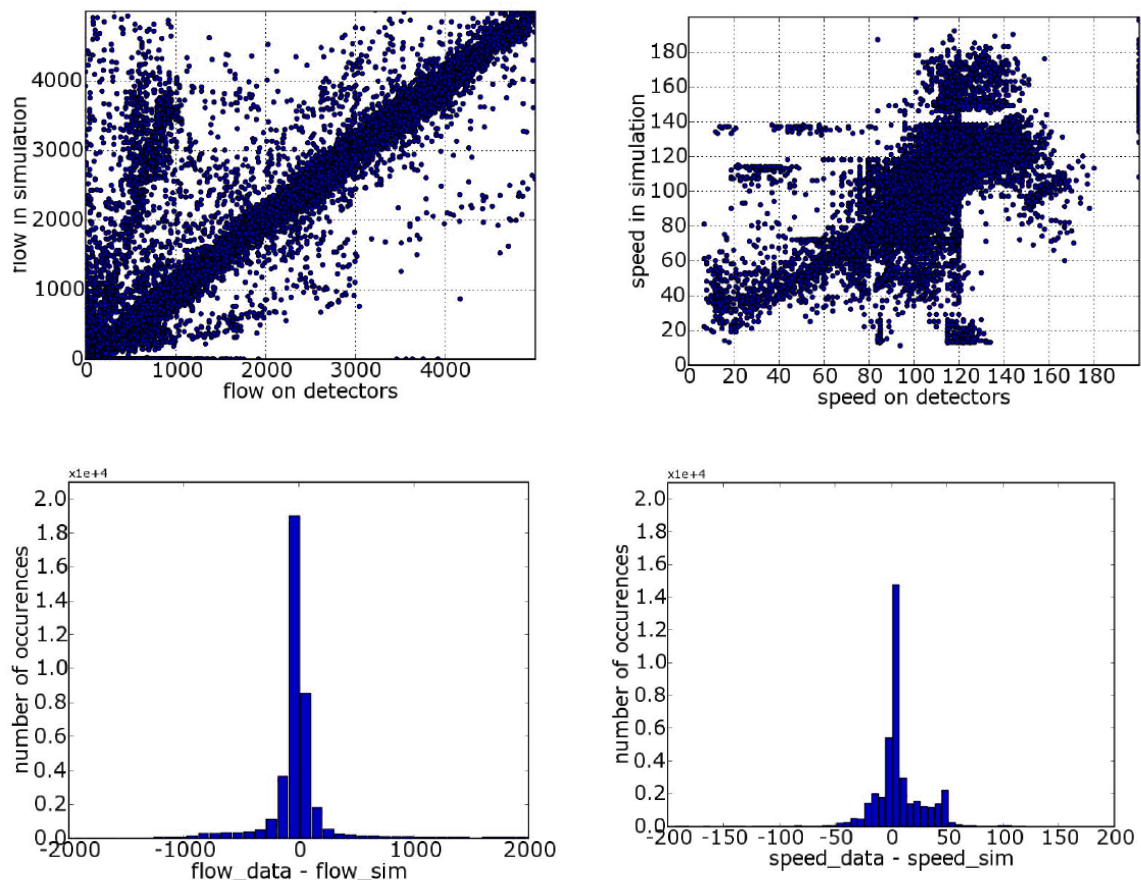 4000
3000
2000
1000
0
flow in simulation
0 1000 2000 3000 4000
flow on detectors
180
160
140
120
100
80
60
40
20
0
speed in simulation
0 20 40 60 80 100 120 140 160 180
speed on detectors
x1e+4
2.0
1.8
1.6
1.4
1.2
1.0
0.8
0.6
0.4
0.2
0.0
number of occurences
-2000 -1000 0 1000 2000
flow_data - flow_sim
x1e+4
2.0
1.8
1.6
1.4
1.2
1.0
0.8
0.6
0.4
0.2
0.0
number of occurences
-200 -150 -100 -50 0 50 100 150 200
speed_data - speed_sim